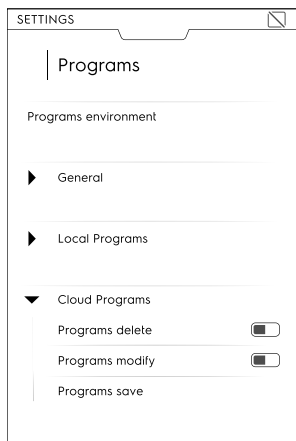 SETTINGS
Programs
Programs environment
General
Local Programs
Cloud Programs
Programs delete
Programs modify
Programs save